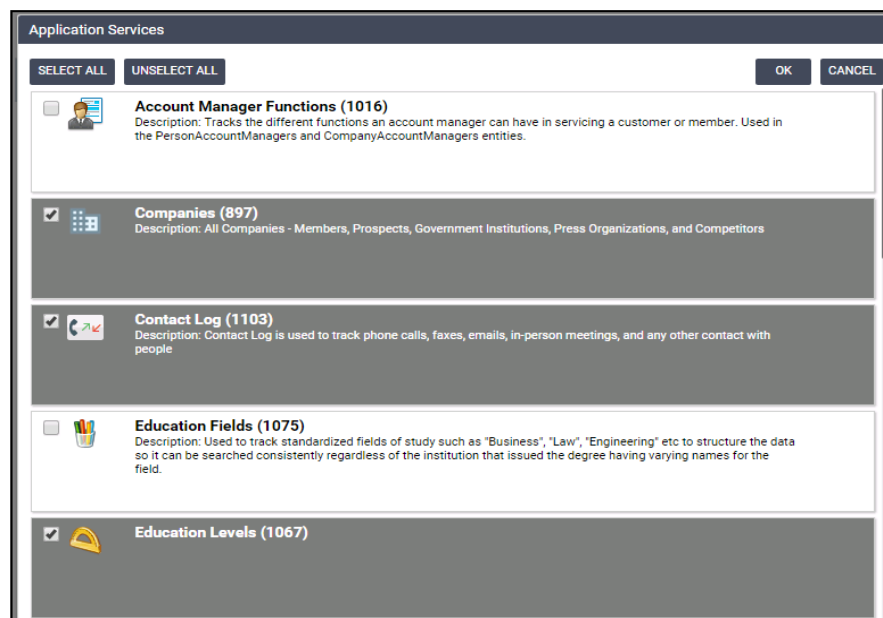 Application Services
SELECT ALL UNSELECT ALL OK CANCEL
Account Manager Functions (1016)
Description: Tracks the different functions an account manager can have in servicing a customer or member. Used in
the PersonAccountManagers and CompanyAccountManagers entities.
Companies (897)
Description: All Companies - Members, Prospects, Government Institutions, Press Organizations, and Competitors
Contact Log (1103)
Description: Contact Log is used to track phone calls, faxes, emails, in-person meetings, and any other contact with
people
Education Fields (1075)
Description: Used to track standardized fields of study such as "Business", "Law", "Engineering" etc to structure the data
so it can be searched consistently regardless of the institution that issued the degree having varying names for the
field.
Education Levels (1067)